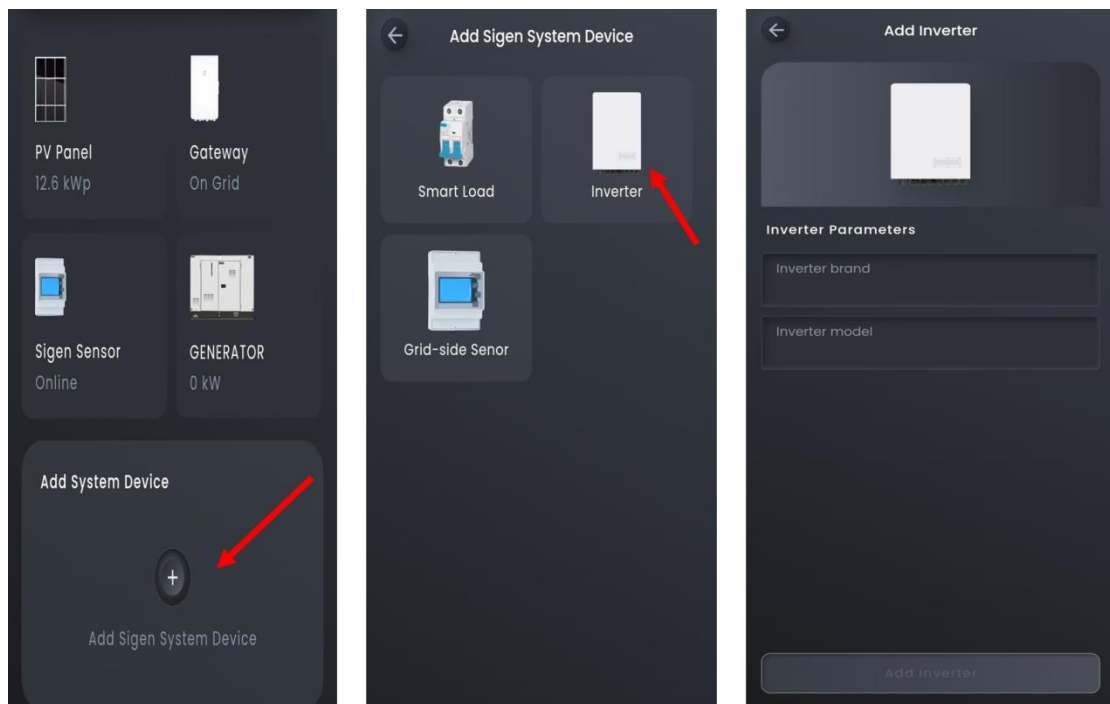 PV Panel
12.6 kWp
Gateway
On Grid
Sigen Sensor
Online
GENERATOR
0 kW
Add System Device
+
Add Sigen System Device
Add Sigen System Device
Smart Load
Inverter
Grid-side Senor
Add Inverter
Inverter Parameters
Inverter brand
Inverter model
Add Inverter